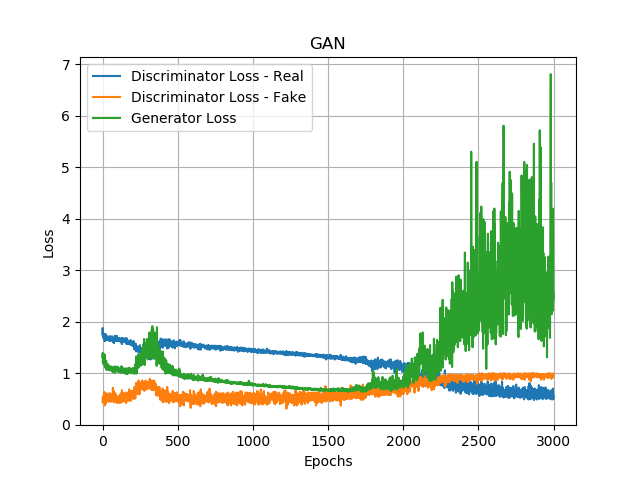 GAN
Discriminator Loss - Real
Discriminator Loss - Fake
Generator Loss
7
6
5
4
3
2
1
0
Loss
0 500 1000 1500 2000 2500 3000
Epochs